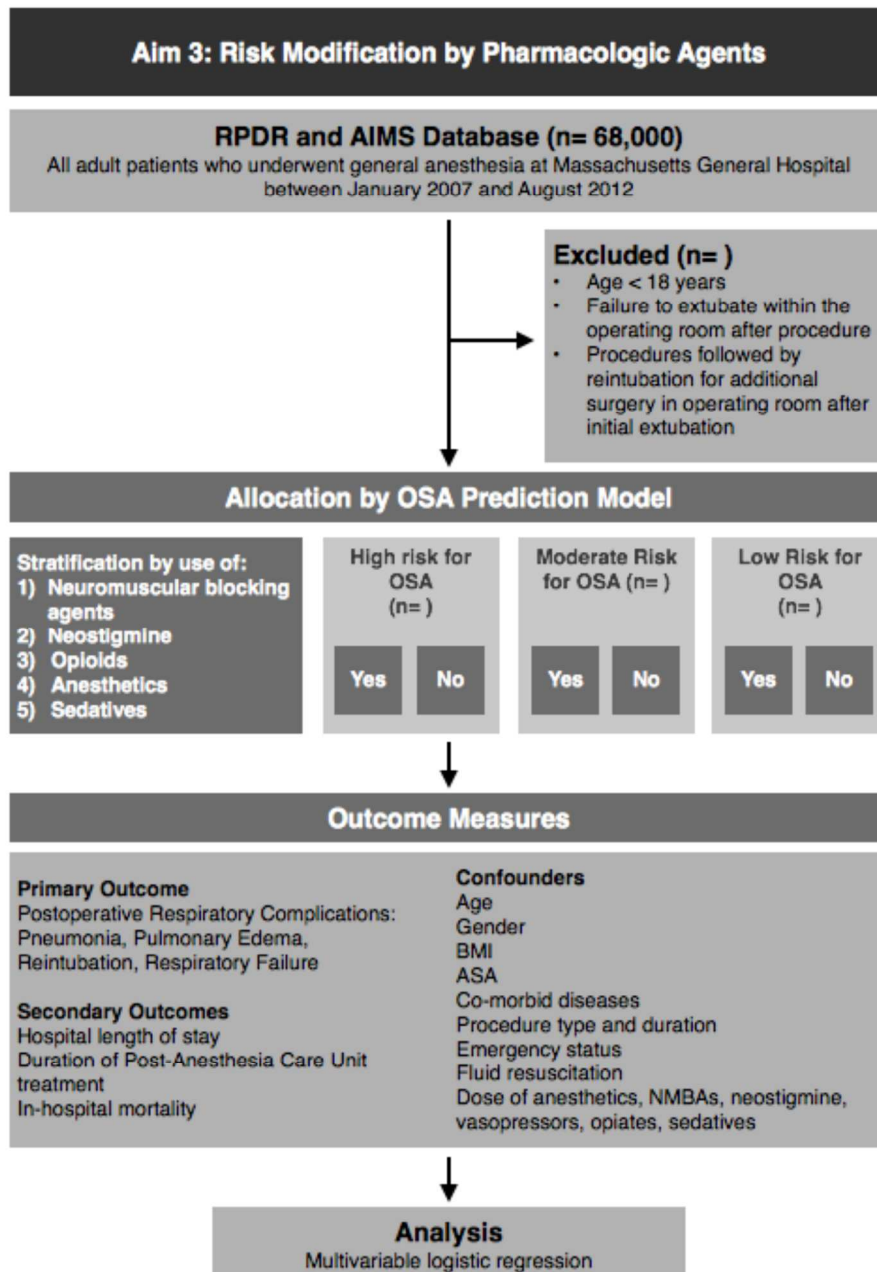 Aim 3: Risk Modification by Pharmacologic Agents
RPDR and AIMS Database (n= 68,000)
All adult patients who underwent general anesthesia at Massachusetts General Hospital
between January 2007 and August 2012
Excluded (n= )
• Age < 18 years
• Failure to extubate within the
operating room after procedure
• Procedures followed by
reintubation for additional
surgery in operating room after
initial extubation
Allocation by OSA Prediction Model
Stratification by use of:
1) Neuromuscular blocking
agents
2) Neostigmine
3) Opioids
4) Anesthetics
5) Sedatives
High risk for
OSA
(n= )
Yes No
Moderate Risk
for OSA (n= )
Yes No
Low Risk for
OSA
(n= )
Yes No
Outcome Measures
Primary Outcome
Postoperative Respiratory Complications:
Pneumonia, Pulmonary Edema,
Reintubation, Respiratory Failure
Secondary Outcomes
Hospital length of stay
Duration of Post-Anesthesia Care Unit
treatment
In-hospital mortality
Confounders
Age
Gender
BMI
ASA
Co-morbid diseases
Procedure type and duration
Emergency status
Fluid resuscitation
Dose of anesthetics, NMBAs, neostigmine,
vasopressors, opiates, sedatives
Analysis
Multivariable logistic regression